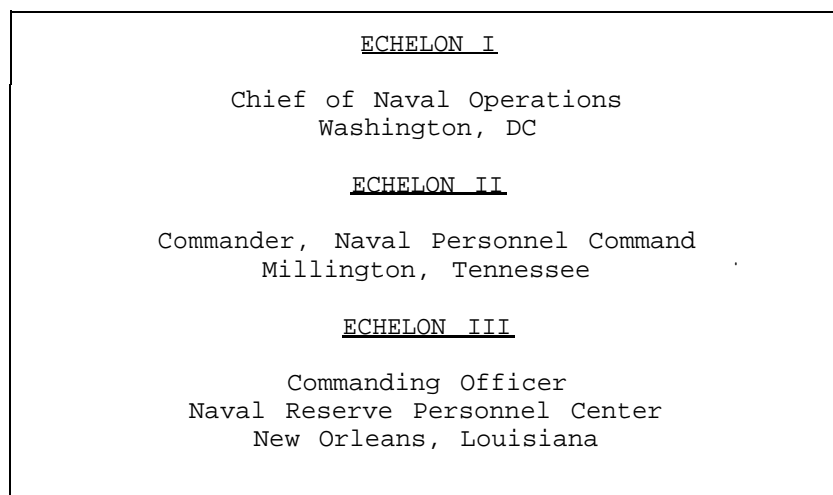 ECHELON I
Chief of Naval Operations
Washington, DC
ECHELON II
Commander, Naval Personnel Command
Millington, Tennessee
ECHELON III
Commanding Officer
Naval Reserve Personnel Center
New Orleans, Louisiana